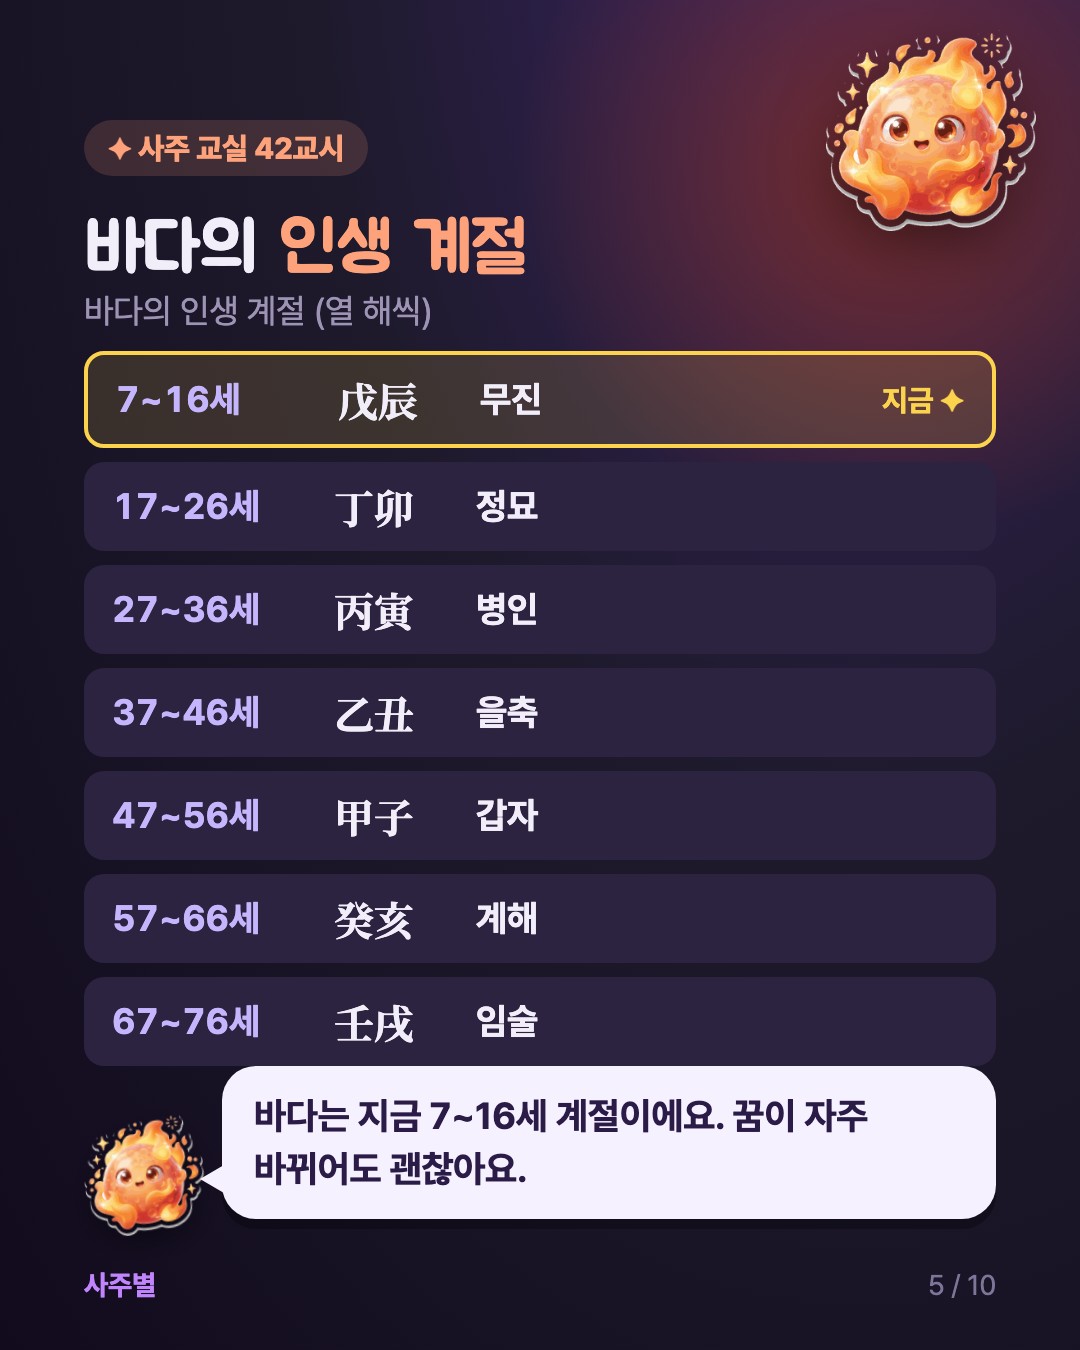 ✦ 사주 교실 42교시
바다의 인생 계절
바다의 인생 계절 (열 해씩)
7~16세 戊辰 무진 지금 ✦
17~26세 丁卯 정묘
27~36세 丙寅 병인
37~46세 乙丑 을축
47~56세 甲子 갑자
57~66세 癸亥 계해
67~76세 壬戌 임술
바다는 지금 7~16세 계절이에요. 꿈이 자주
바뀌어도 괜찮아요.
사주별 5 / 10